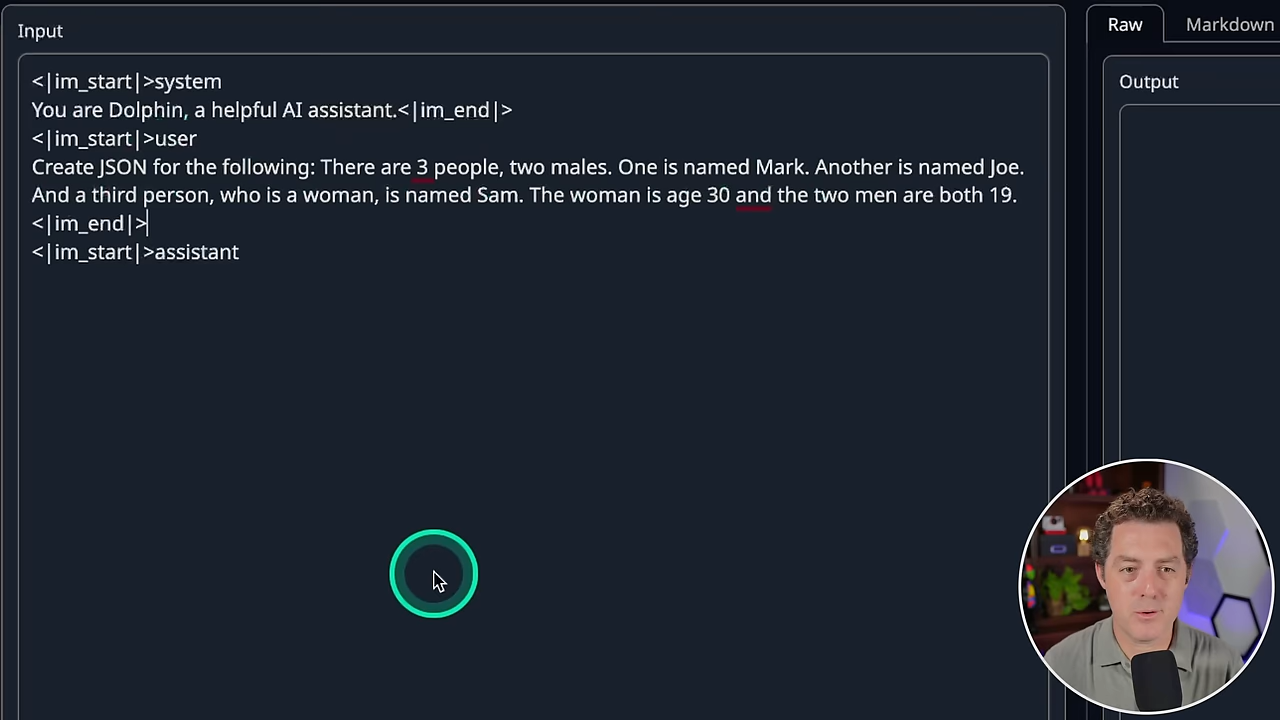 Input
<|im_start|>system
You are Dolphin, a helpful AI assistant.<|im_end|>
<|im_start|>user
Create JSON for the following: There are 3 people, two males. One is named Mark. Another is named Joe.
And a third person, who is a woman, is named Sam. The woman is age 30 and the two men are both 19.
<|im_end|>
<|im_start|>assistant
Raw
Markdown
Output